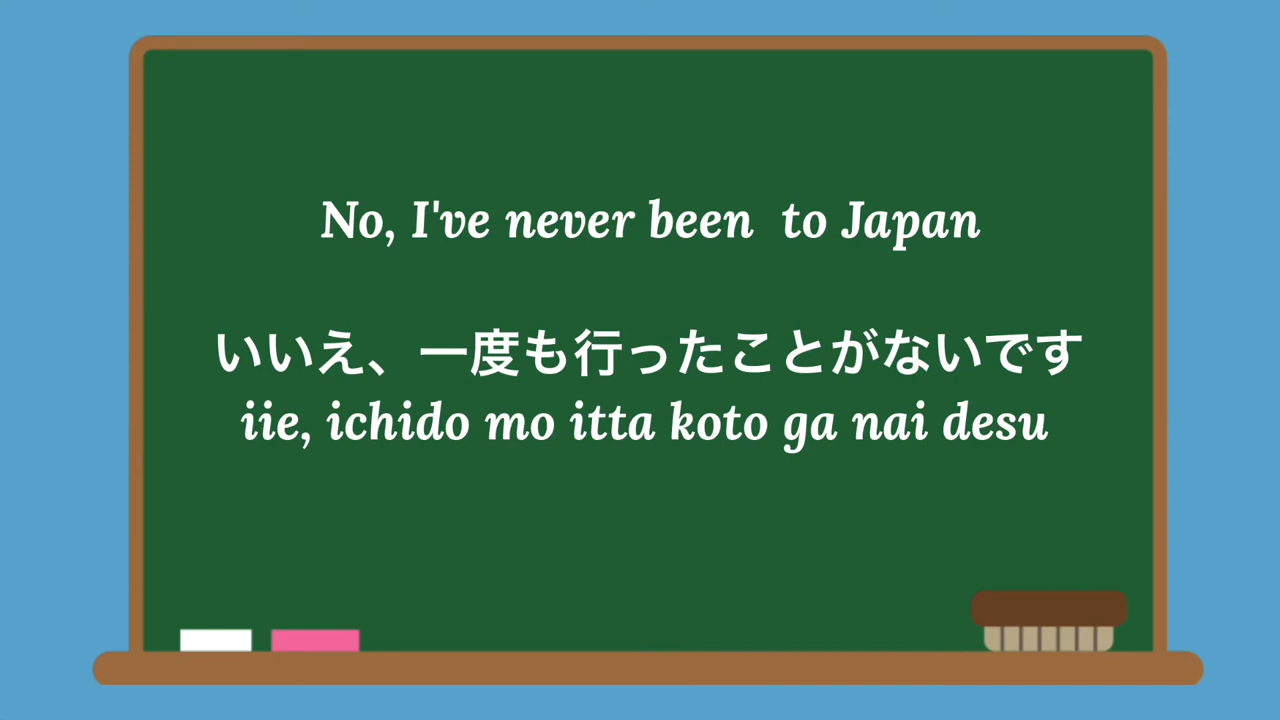 No, I've never been  to Japan
いいえ、一度も行ったことがないです
iie, ichido mo itta koto ga nai desu